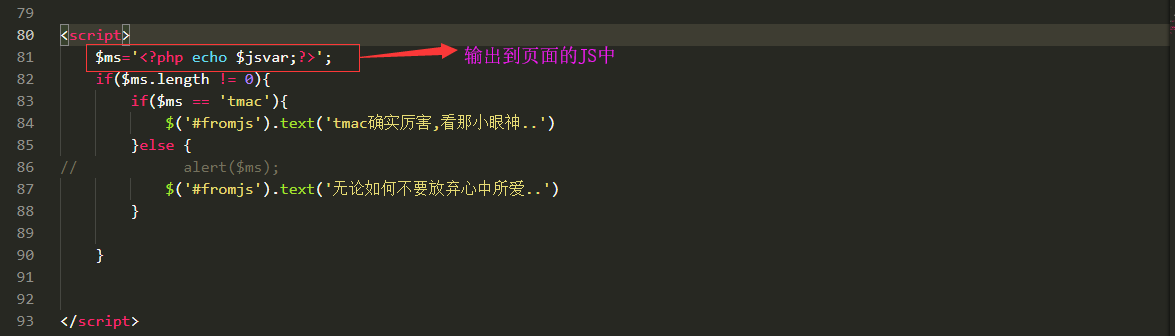 79
80 <script>
81 $ms='<?php echo $jsvar;?>'; 输出到页面的JS中
82 if($ms.length != 0){
83 if($ms == 'tmac'){
84 $('#fromjs').text('tmac确实厉害,看那小眼神..')
85 }else {
86 // alert($ms);
87 $('#fromjs').text('无论如何不要放弃心中所爱..')
88 }
89
90 }
91
92
93 </script>